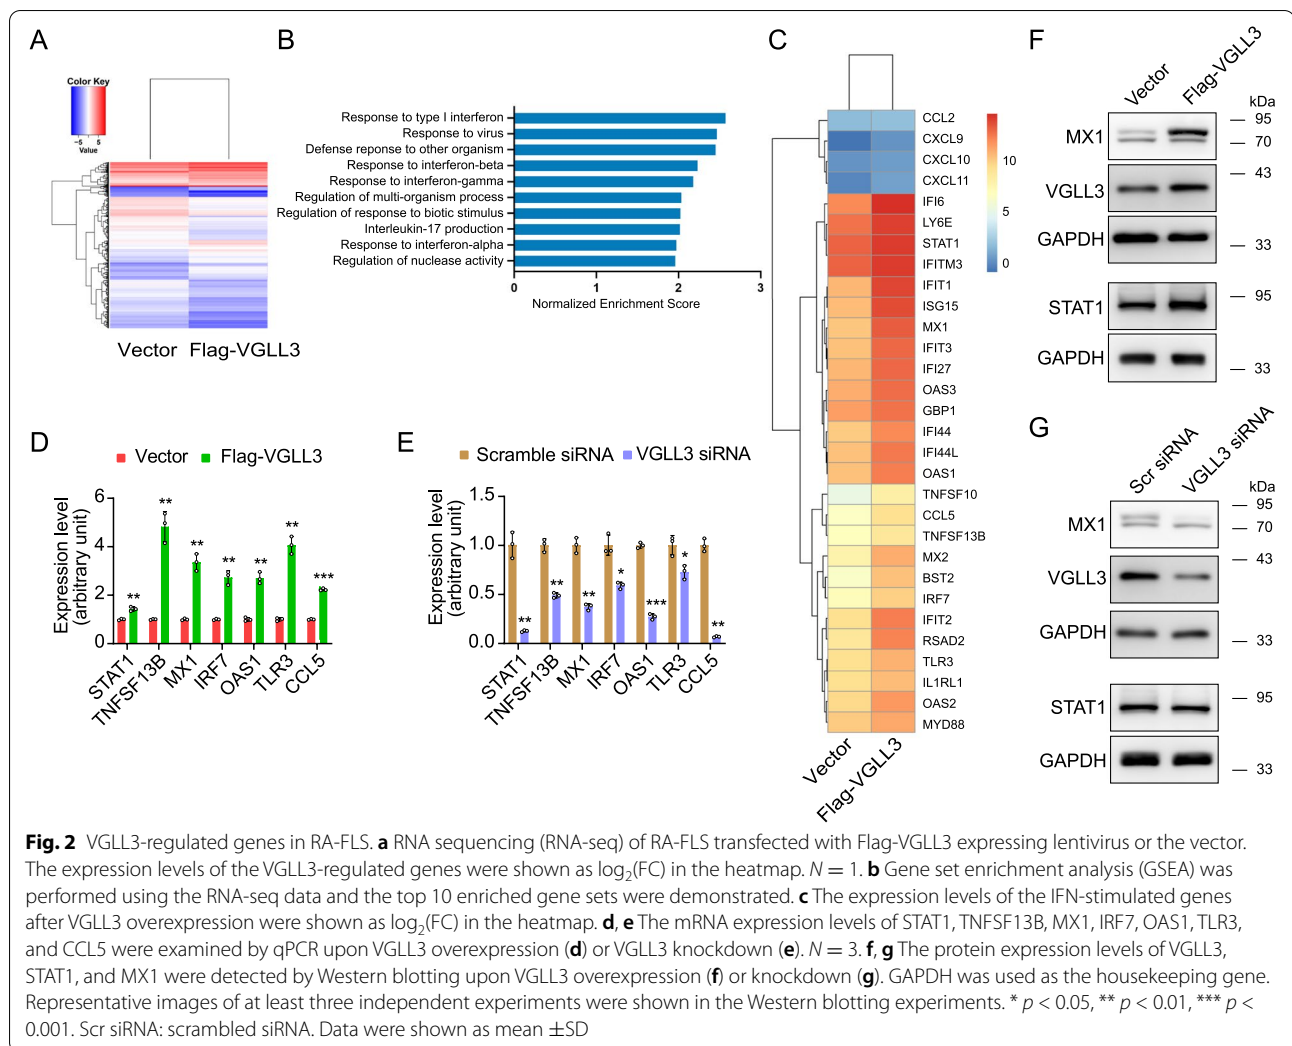 A
Color Key
−5 5
Value
Vector Flag-VGLL3
B
Response to type I interferon
Response to virus
Defense reponse to other organism
Response to interferon-beta
Response to interferon-gamma
Regulation of multi-organism process
Regulation of response to biotic stimulus
Interleukin-17 production
Response to interferon-alpha
Regulation of nuclease activity
0 1 2 3
Normalized Enrichment Score
C
CCL2
CXCL9
CXCL10
CXCL11
IFI6
LY6E
STAT1
IFITM3
IFIT1
ISG15
MX1
IFIT3
IFI27
OAS3
GBP1
IFI44
IFI44L
OAS1
TNFSF10
CCL5
TNFSF13B
MX2
BST2
IRF7
IFIT2
RSAD2
TLR3
IL1RL1
OAS2
MYD88
10
5
0
Vector
Flag-VGLL3
D
Vector Flag-VGLL3
Expression level
(arbitrary unit)
6
4
2
0
** ** ** ** ** ** ***
STAT1
TNFSF13B
MX1
IRF7
OAS1
TLR3
CCL5
E
Scramble siRNA VGLL3 siRNA
Expression level
(arbitrary unit)
1.5
1.0
0.5
0.0
** ** ** * *** * **
STAT1
TNFSF13B
MX1
IRF7
OAS1
TLR3
CCL5
F
Vector
Flag-VGLL3
kDa
MX1
95
70
43
VGLL3
GAPDH
33
STAT1
95
GAPDH
33
G
Scr siRNA
VGLL3 siRNA
kDa
MX1
95
70
43
VGLL3
GAPDH
33
STAT1
95
GAPDH
33
Fig. 2 VGLL3-regulated genes in RA-FLS. a RNA sequencing (RNA-seq) of RA-FLS transfected with Flag-VGLL3 expressing lentivirus or the vector.
The expression levels of the VGLL3-regulated genes were shown as log2(FC) in the heatmap. N = 1. b Gene set enrichment analysis (GSEA) was
performed using the RNA-seq data and the top 10 enriched gene sets were demonstrated. c The expression levels of the IFN-stimulated genes
after VGLL3 overexpression were shown as log2(FC) in the heatmap. d, e The mRNA expression levels of STAT1, TNFSF13B, MX1, IRF7, OAS1, TLR3,
and CCL5 were examined by qPCR upon VGLL3 overexpression (d) or VGLL3 knockdown (e). N = 3. f, g The protein expression levels of VGLL3,
STAT1, and MX1 were detected by Western blotting upon VGLL3 overexpression (f) or knockdown (g). GAPDH was used as the housekeeping gene.
Representative images of at least three independent experiments were shown in the Western blotting experiments. * p < 0.05, ** p < 0.01, *** p <
0.001. Scr siRNA: scrambled siRNA. Data were shown as mean ±SD